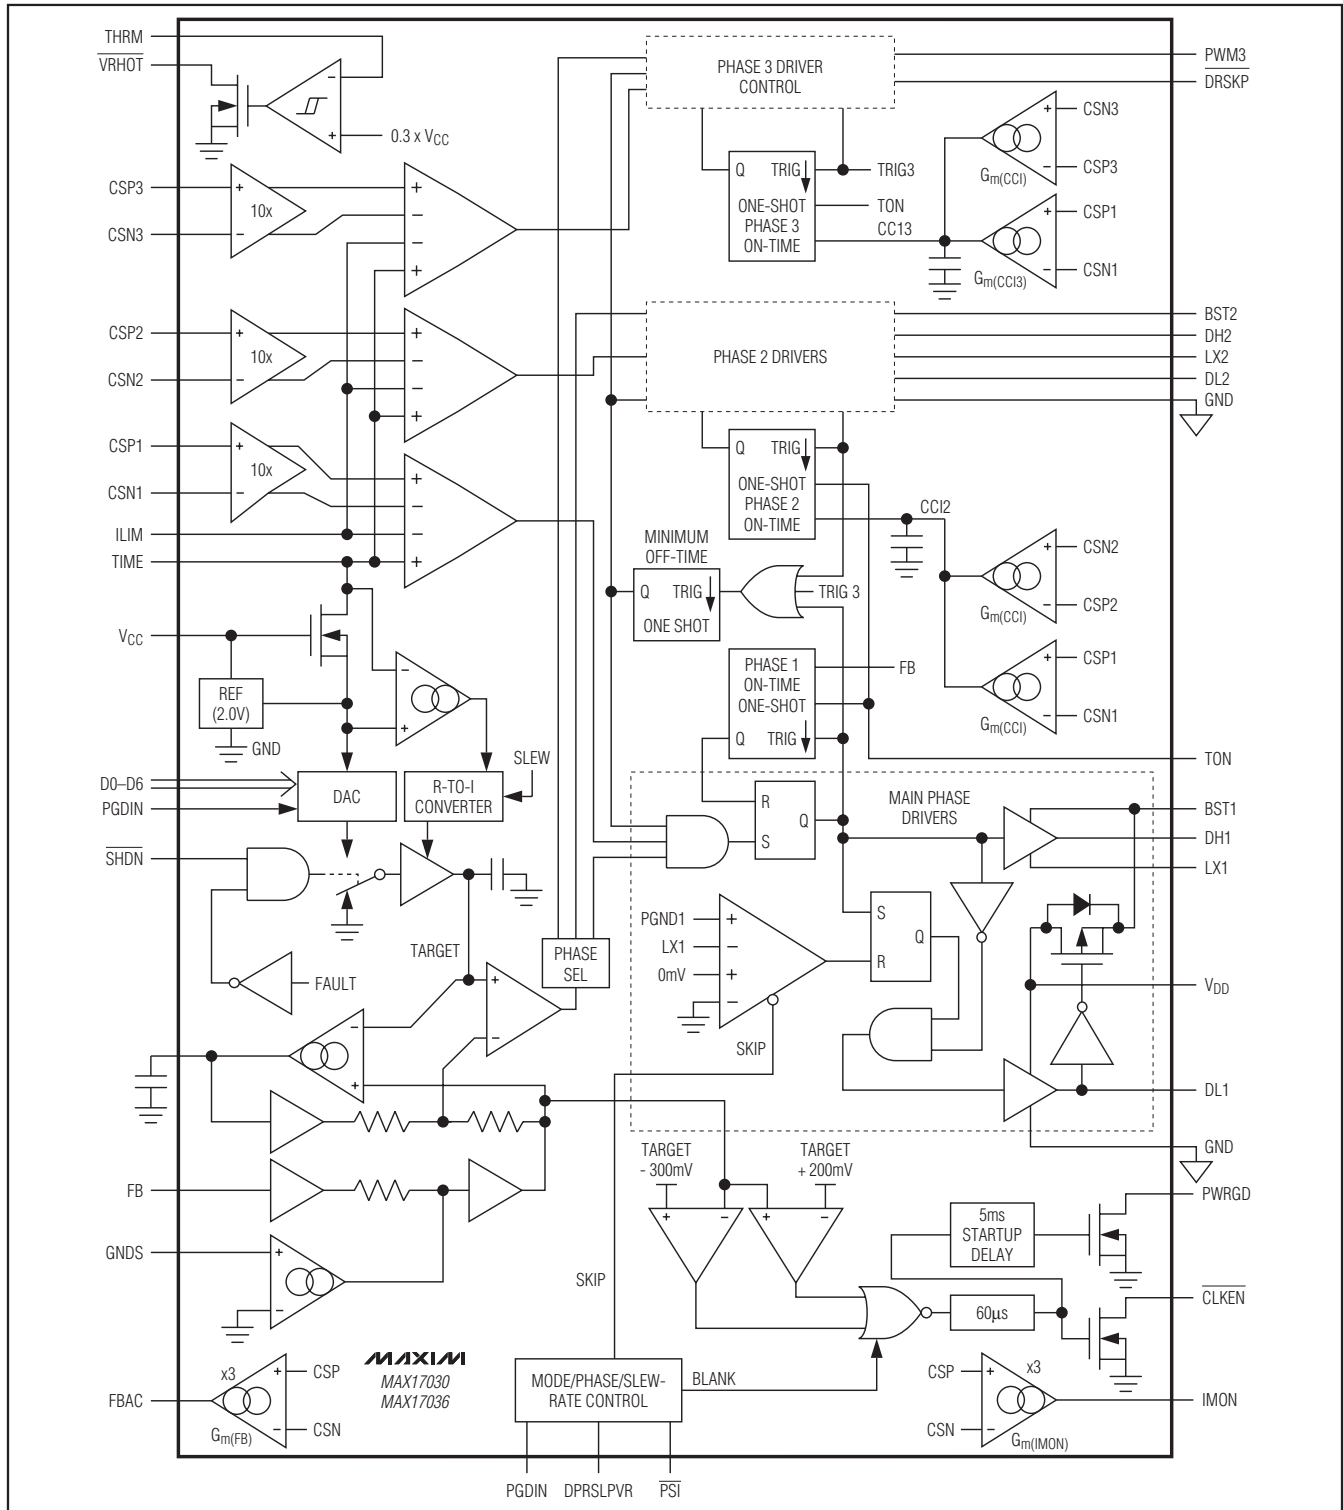 THRM
VRHOT
0.3 x VCC
CSP3
CSN3
10x
CSP2
CSN2
10x
CSP1
CSN1
10x
ILIM
TIME
VCC
REF
(2.0V)
GND
D0–D6
PGDIN
DAC
R-TO-I
CONVERTER
SLEW
SHDN
FAULT
TARGET
PHASE
SEL
FB
GNDS
FBAC
x3
CSP
CSN
Gm(FB)
MAXIM
MAX17030
MAX17036
PHASE 3 DRIVER
CONTROL
PWM3
DRSKP
Q
TRIG
ONE-SHOT
PHASE 3
ON-TIME
TRIG3
TON
CC13
CSN3
CSP3
Gm(CCI)
CSP1
CSN1
Gm(CCI3)
PHASE 2 DRIVERS
BST2
DH2
LX2
DL2
GND
Q
TRIG
ONE-SHOT
PHASE 2
ON-TIME
CCI2
CSN2
CSP2
Gm(CCI)
CSP1
CSN1
Gm(CCI)
MINIMUM
OFF-TIME
Q
TRIG
ONE SHOT
TRIG 3
PHASE 1
ON-TIME
ONE-SHOT
Q
TRIG
FB
TON
MAIN PHASE
DRIVERS
R
S
Q
BST1
DH1
LX1
PGND1
LX1
0mV
SKIP
S
R
Q
VDD
DL1
GND
TARGET
- 300mV
TARGET
+ 200mV
5ms
STARTUP
DELAY
PWRGD
60µs
CLKEN
SKIP
MODE/PHASE/SLEW-
RATE CONTROL
BLANK
PGDIN
DPRSLPVR
PSI
CSP
CSN
x3
Gm(IMON)
IMON